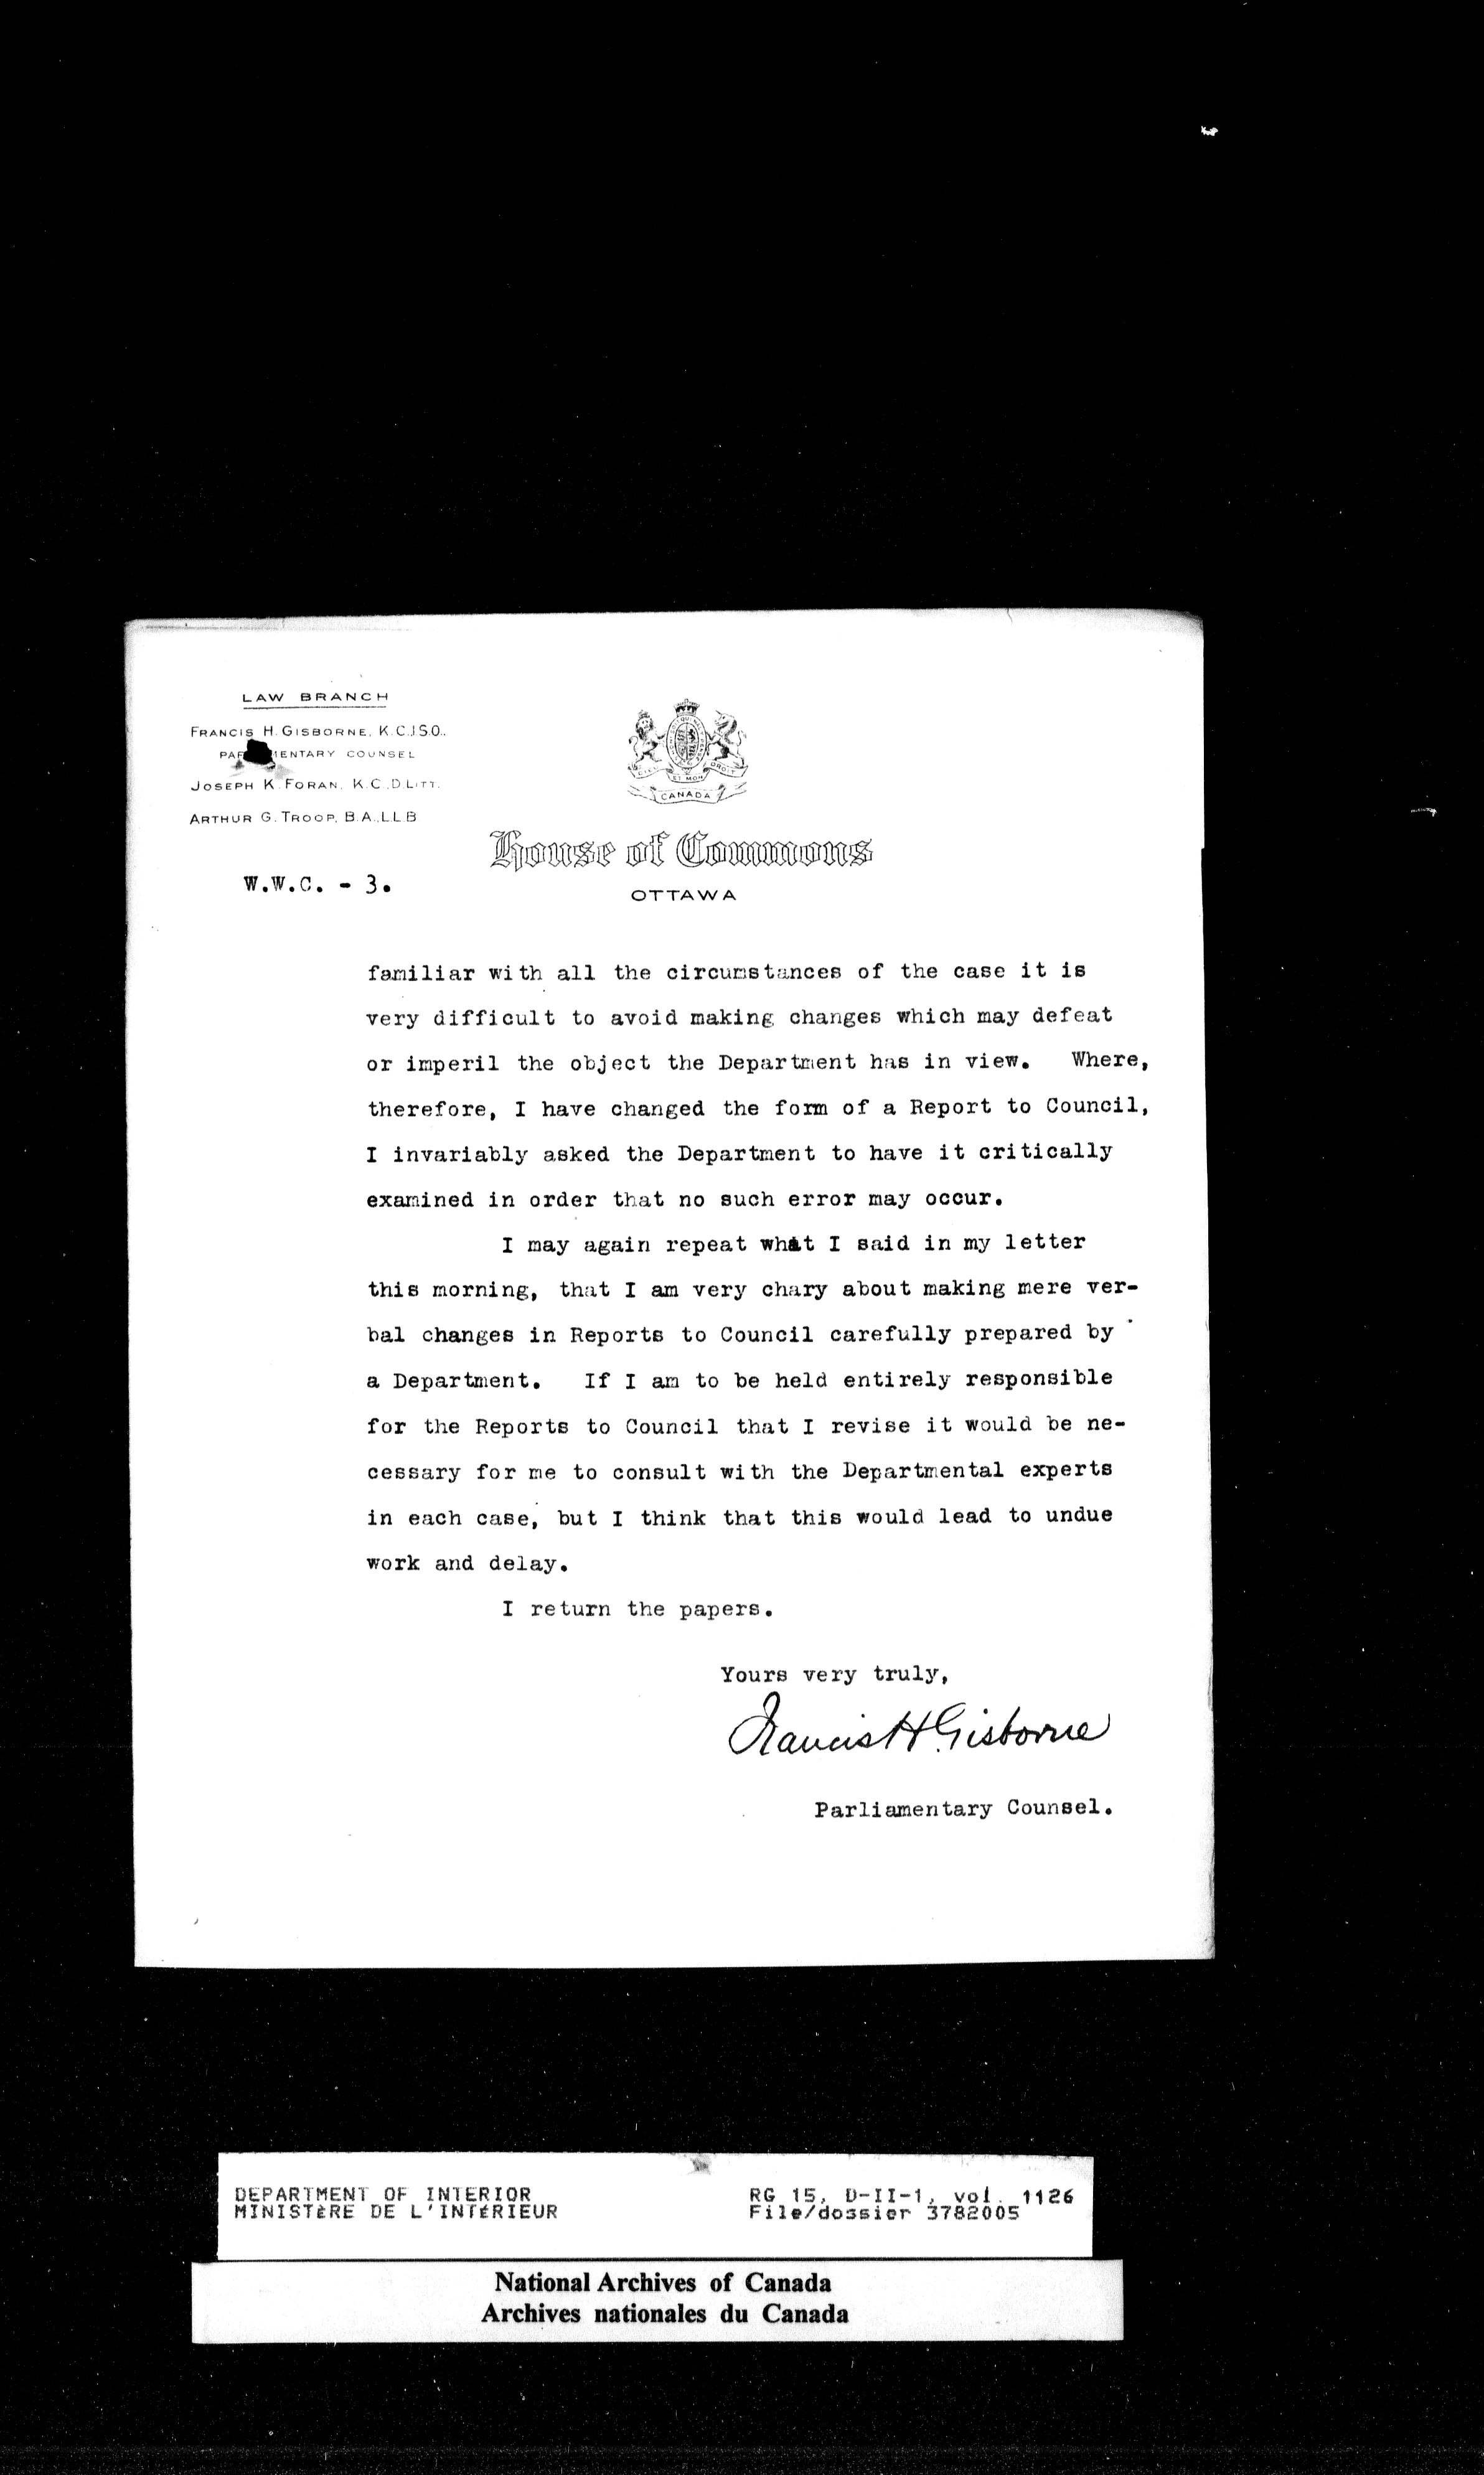 LAW BRANCH
FRANCIS H. GISBORNE, K.C.,I.S.O.,
COUNSEL
JOSEPH K. FORAN, K.C.,D.LITT.
ARTHUR G. TROOP, B.A.,LL.B
CANADA
House of Commons
OTTAWA
W.W.C. - 3.
familiar with all the circumstances of the case it is
very difficult to avoid making changes which may defeat
or imperil the object the Department has in view. Where,
therefore, I have changed the form of a Report to Council,
I invariably asked the Department to have it critically
examined in order that no such error may occur.
I may again repeat what I said in my letter
this morning, that I am very chary about making mere ver-
bal changes in Reports to Council carefully prepared by
a Department. If I am to be held entirely responsible
for the Reports to Council that I revise it would be ne-
cessary for me to consult with the Departmental experts
in each case, but I think that this would lead to undue
work and delay.
I return the papers.
Yours very truly,
Francis H. Gisborne
Parliamentary Counsel.
DEPARTMENT OF INTERIOR
MINISTÈRE DE L'INTÉRIEUR
RG 15, D-II-1, vol. 1126
File/dossier 3782005
National Archives of Canada
Archives nationales du Canada